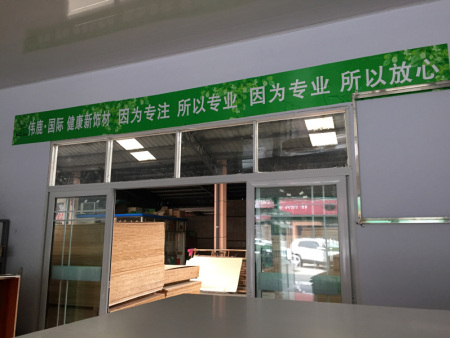 伟鹿·国际 健康新饰材 因为专注 所以专业 因为专业 所以放心